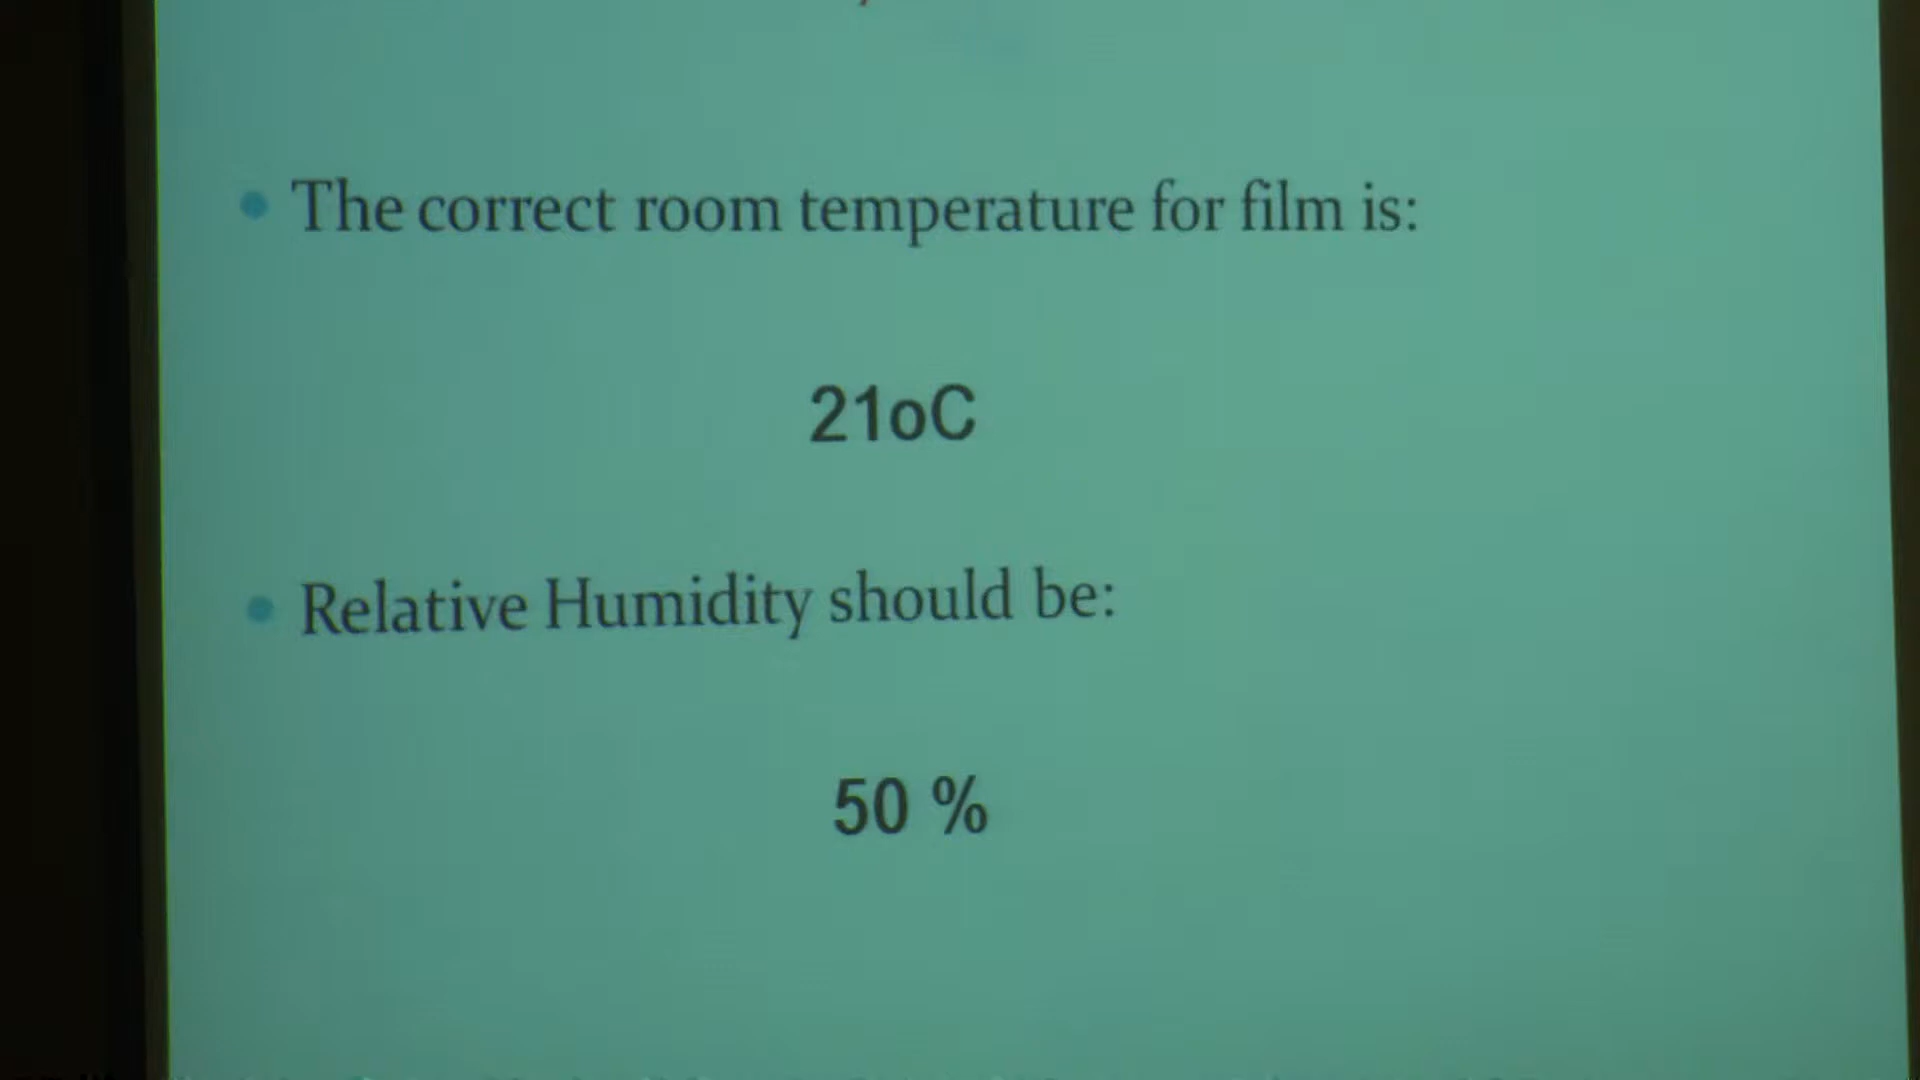 • The correct room temperature for film is:
21oC
• Relative Humidity should be:
50 %